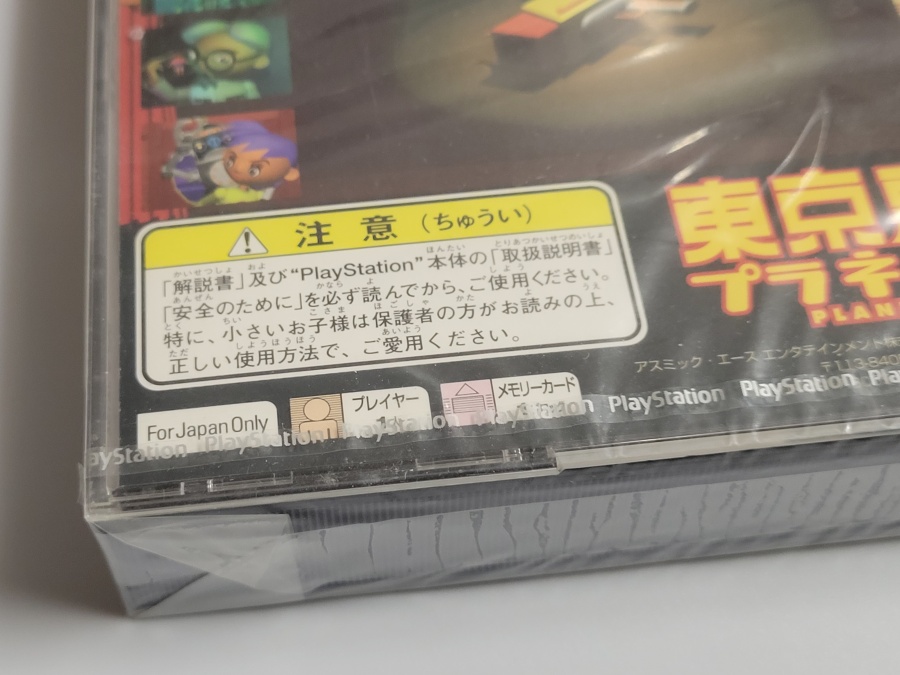 東京
プラネ
PLAN
注意(ちゅうい)
「解説書」及び"PlayStation"本体の「取扱説明書」
「安全のために」を必ず読んでから、ご使用ください。
特に、小さいお子様は保護者の方がお読みの上、
正しい使用方法で、ご愛用ください。
アスミック・エース エンタテインメント株
For Japan Only
プレイヤー
1人
メモリーカード
PlayStation PlayStation PlayStation PlayStation